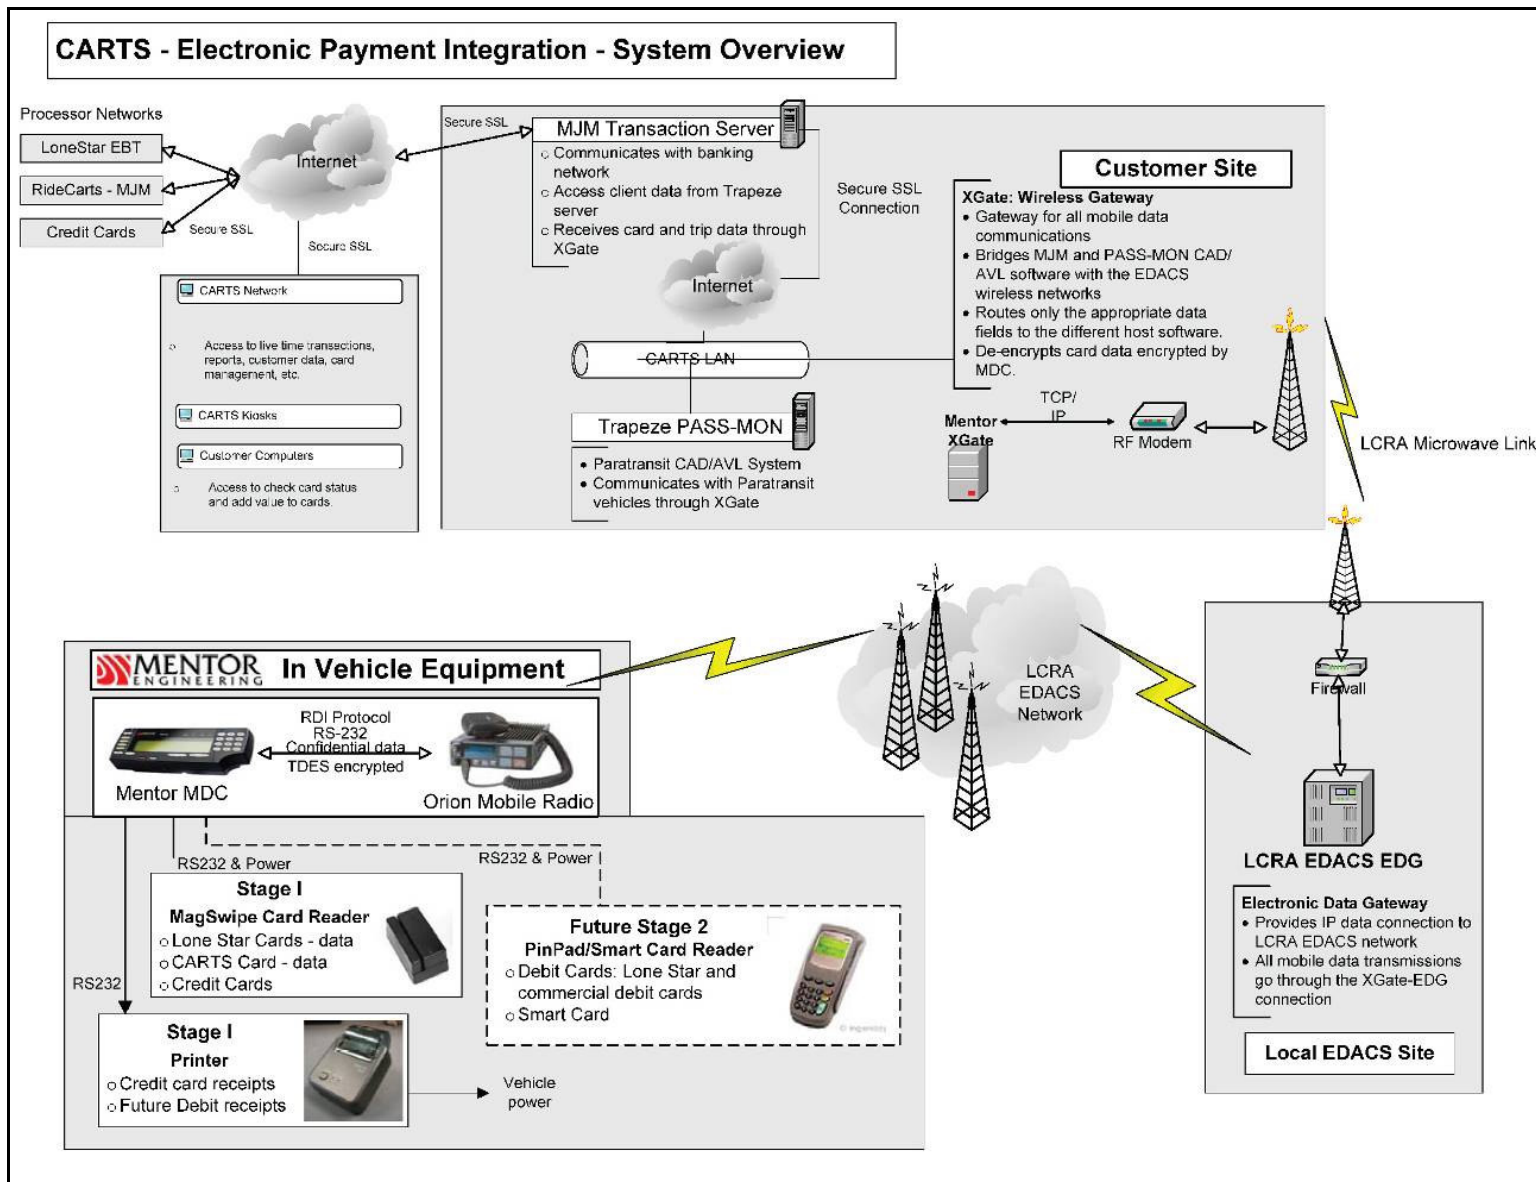 CARTS - Electronic Payment Integration - System Overview
Processor Networks
LoneStar EBT
RideCarts - MJM
Credit Cards
Secure SSL
Internet
Secure SSL
Secure SSL
CARTS Network
○ Access to live time transactions,
reports, customer data, card
management, etc.
CARTS Kiosks
Customer Computers
○ Access to check card status
and add value to cards.
MJM Transaction Server
○ Communicates with banking
network
○ Access client data from Trapeze
server
○ Receives card and trip data through
XGate
Secure SSL
Connection
Internet
CARTS LAN
Trapeze PASS-MON
• Paratransit CAD/AVL System
• Communicates with Paratransit
vehicles through XGate
Customer Site
XGate: Wireless Gateway
• Gateway for all mobile data
communications
• Bridges MJM and PASS-MON CAD/
AVL software with the EDACS
wireless networks
• Routes only the appropriate data
fields to the different host software.
• De-encrypts card data encrypted by
MDC.
TCP/
IP
Mentor
XGate
RF Modem
LCRA Microwave Link
MENTOR
ENGINEERING
In Vehicle Equipment
RDI Protocol
RS-232
Confidential data
TDES encrypted
Mentor MDC
Orion Mobile Radio
LCRA
EDACS
Network
Firewall
LCRA EDACS EDG
Electronic Data Gateway
• Provides IP data connection to
LCRA EDACS network
• All mobile data transmissions
go through the XGate-EDG
connection
Local EDACS Site
RS232 & Power
RS232 & Power
Stage I
MagSwipe Card Reader
○ Lone Star Cards - data
○ CARTS Card - data
○ Credit Cards
Future Stage 2
PinPad/Smart Card Reader
○ Debit Cards: Lone Star and
commercial debit cards
○ Smart Card
RS232
Stage I
Printer
○ Credit card receipts
○ Future Debit receipts
Vehicle
power